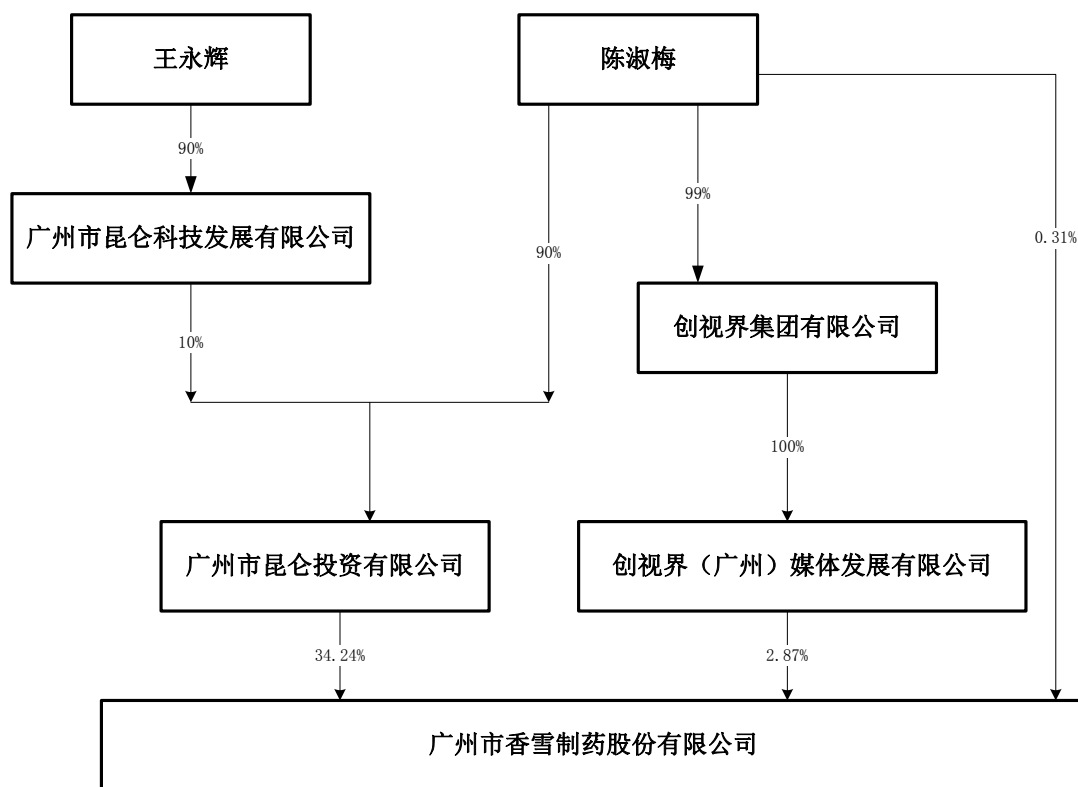 王永辉
陈淑梅
90%
99%
广州市昆仑科技发展有限公司
90%
0.31%
创视界集团有限公司
10%
100%
广州市昆仑投资有限公司
创视界（广州）媒体发展有限公司
34.24%
2.87%
广州市香雪制药股份有限公司